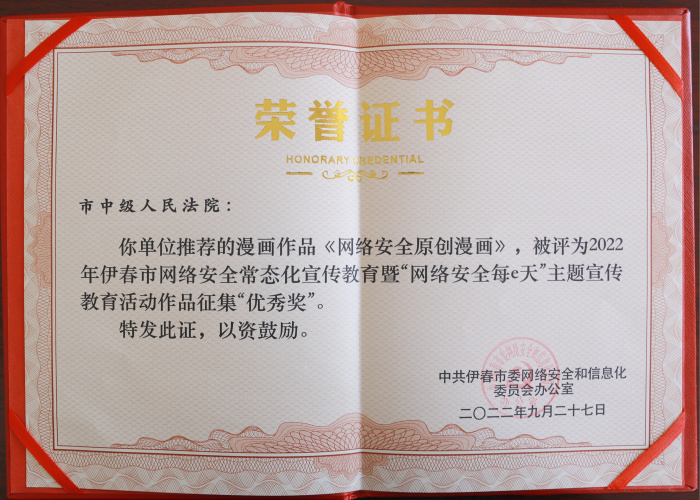 荣誉证书
HONORARY CREDENTIAL
市中级人民法院：
你单位推荐的漫画作品《网络安全原创漫画》，被评为2022
年伊春市网络安全常态化宣传教育暨“网络安全每e天”主题宣传
教育活动作品征集“优秀奖”。
特发此证，以资鼓励。
中共伊春市委网络安全和信息化
委员会办公室
二〇二二年九月二十七日